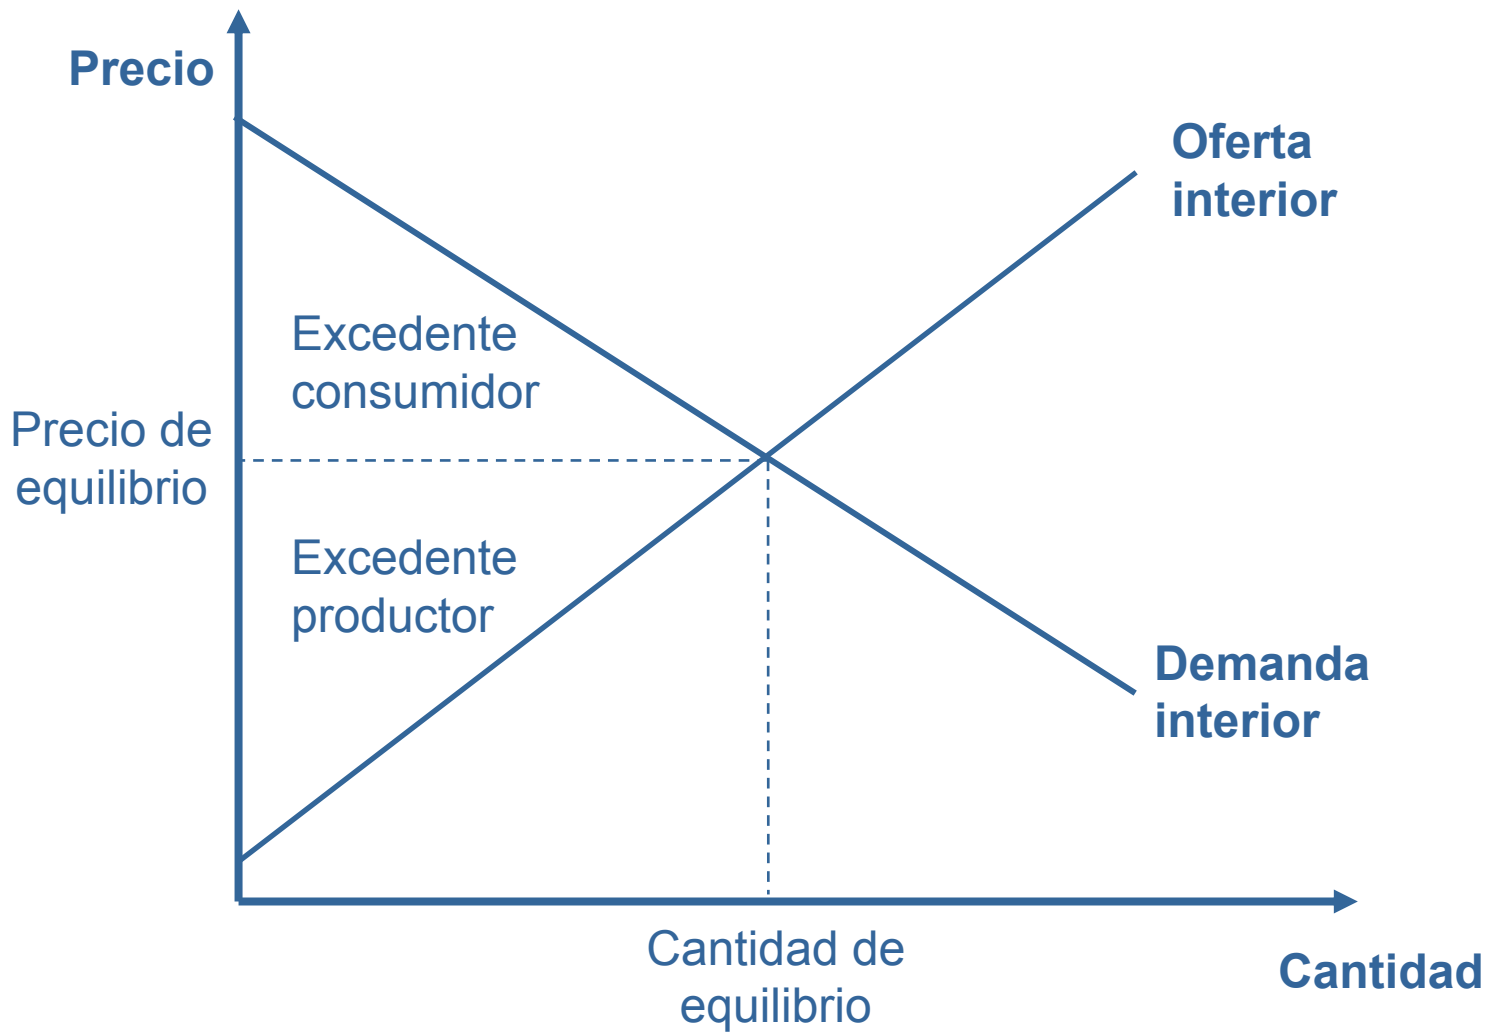 Precio
Oferta
interior
Excedente
consumidor
Precio de
equilibrio
Excedente
productor
Demanda
interior
Cantidad de
equilibrio
Cantidad